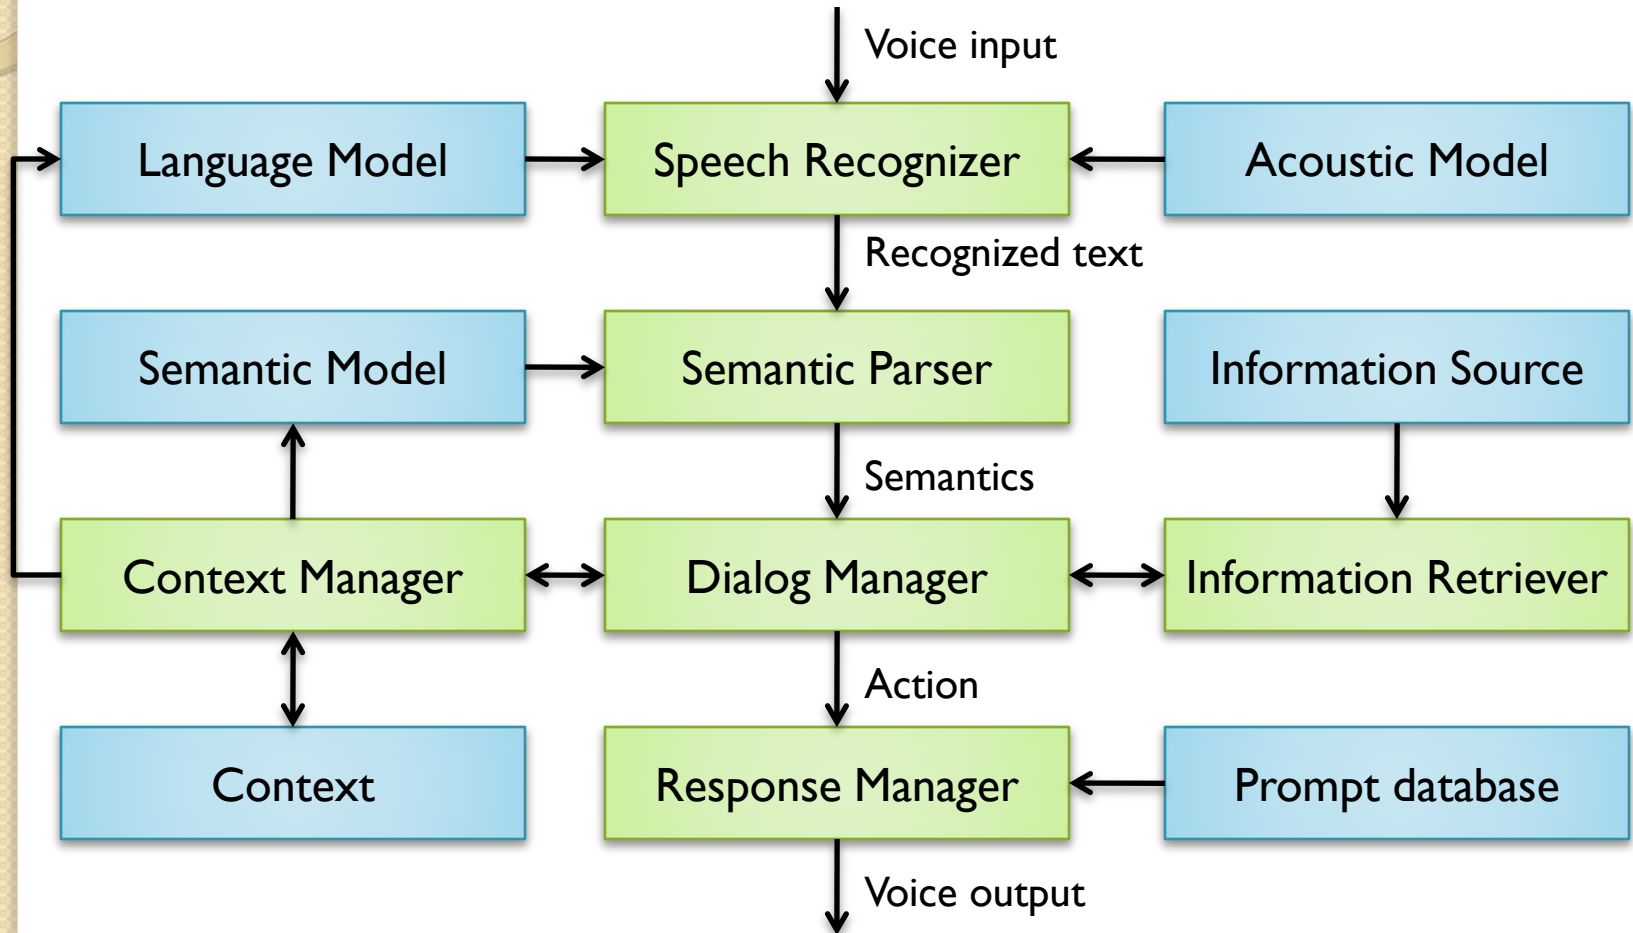 Voice input
Language Model
Speech Recognizer
Acoustic Model
Recognized text
Semantic Model
Semantic Parser
Information Source
Semantics
Context Manager
Dialog Manager
Information Retriever
Action
Context
Response Manager
Prompt database
Voice output